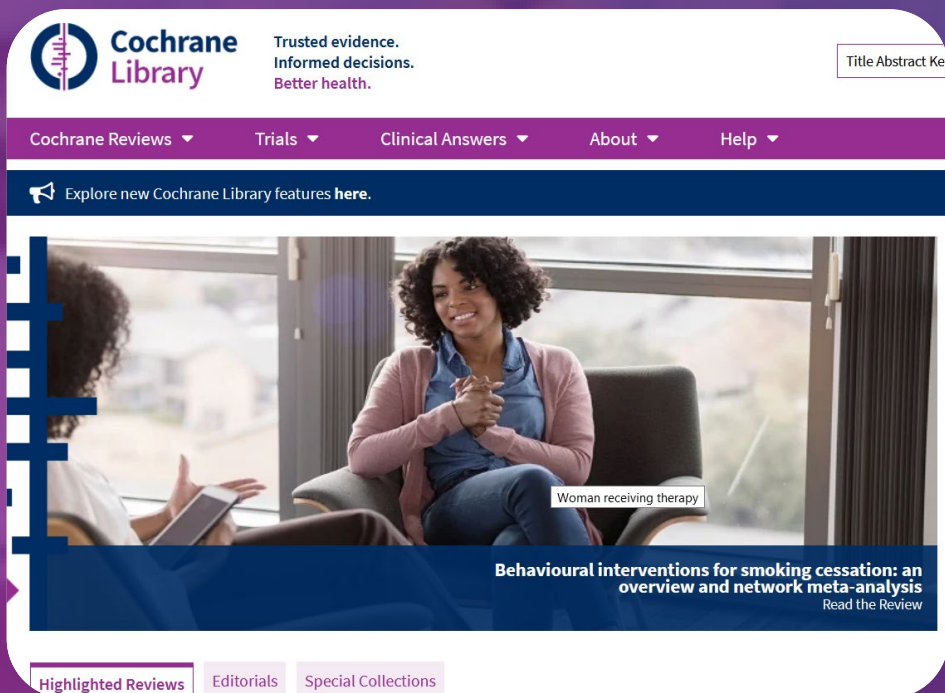 Cochrane
Library
Trusted evidence.
Informed decisions.
Better health.
Title Abstract Ke
Cochrane Reviews
Trials
Clinical Answers
About
Help
Explore new Cochrane Library features here.
Woman receiving therapy
Behavioural interventions for smoking cessation: an
overview and network meta-analysis
Read the Review
Highlighted Reviews
Editorials
Special Collections